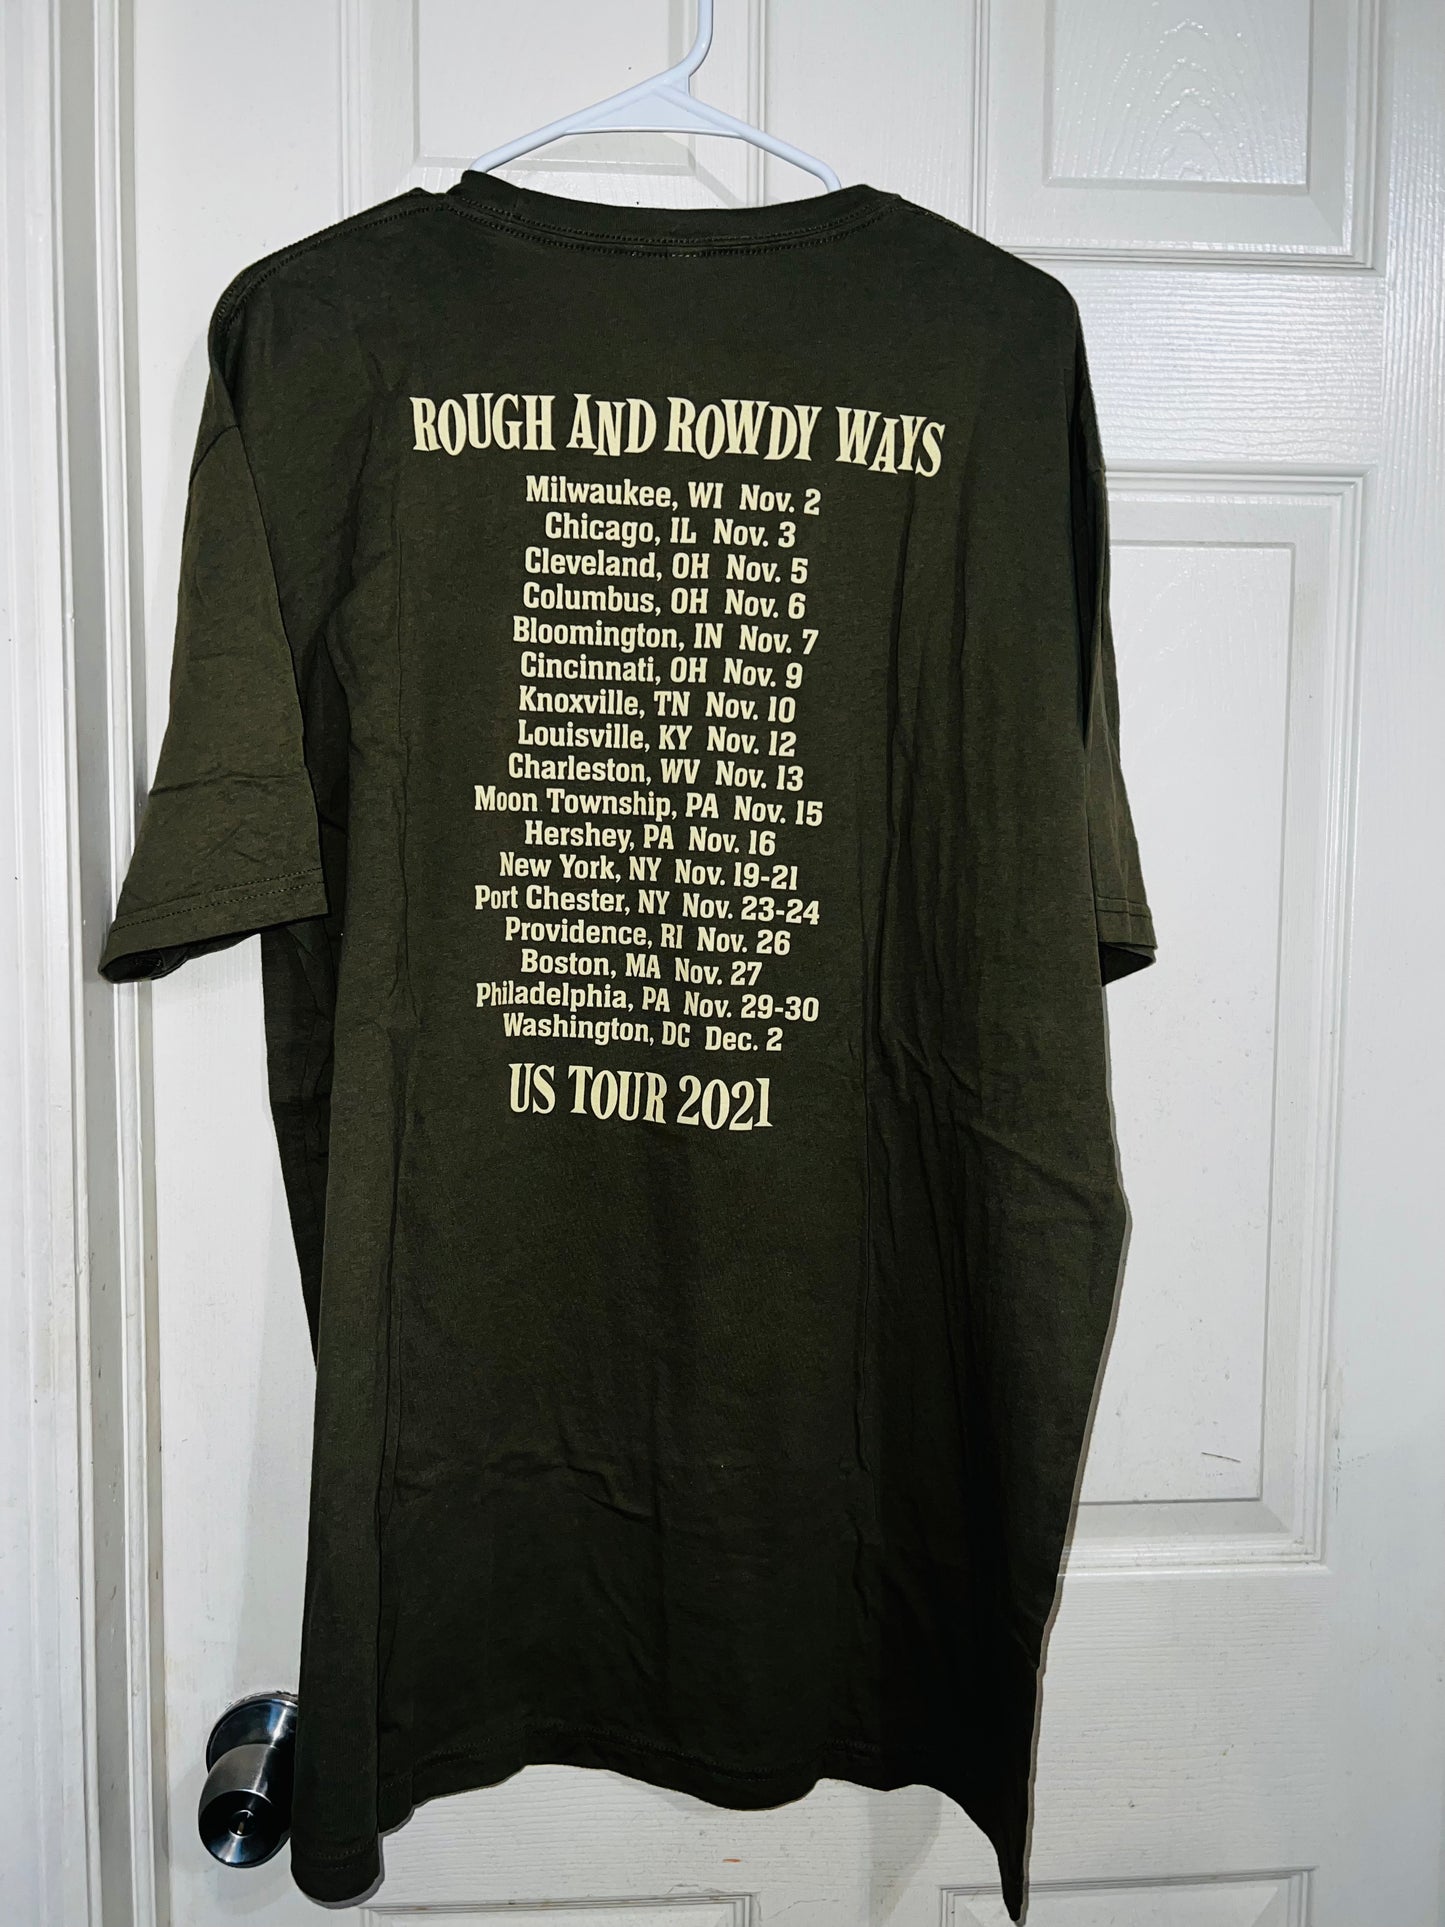 ROUGH AND ROWDY WAYS
Milwaukee, WI Nov. 2
Chicago, IL Nov. 3
Cleveland, OH Nov. 5
Columbus, OH Nov. 6
Bloomington, IN Nov. 7
Cincinnati, OH Nov. 9
Knoxville, TN Nov. 10
Louisville, KY Nov. 12
Charleston, WV Nov. 13
Moon Township, PA Nov. 15
Hershey, PA Nov. 16
New York, NY Nov. 19-21
Port Chester, NY Nov. 23-24
Providence, RI Nov. 26
Boston, MA Nov. 27
Philadelphia, PA Nov. 29-30
Washington, DC Dec. 2
US TOUR 2021